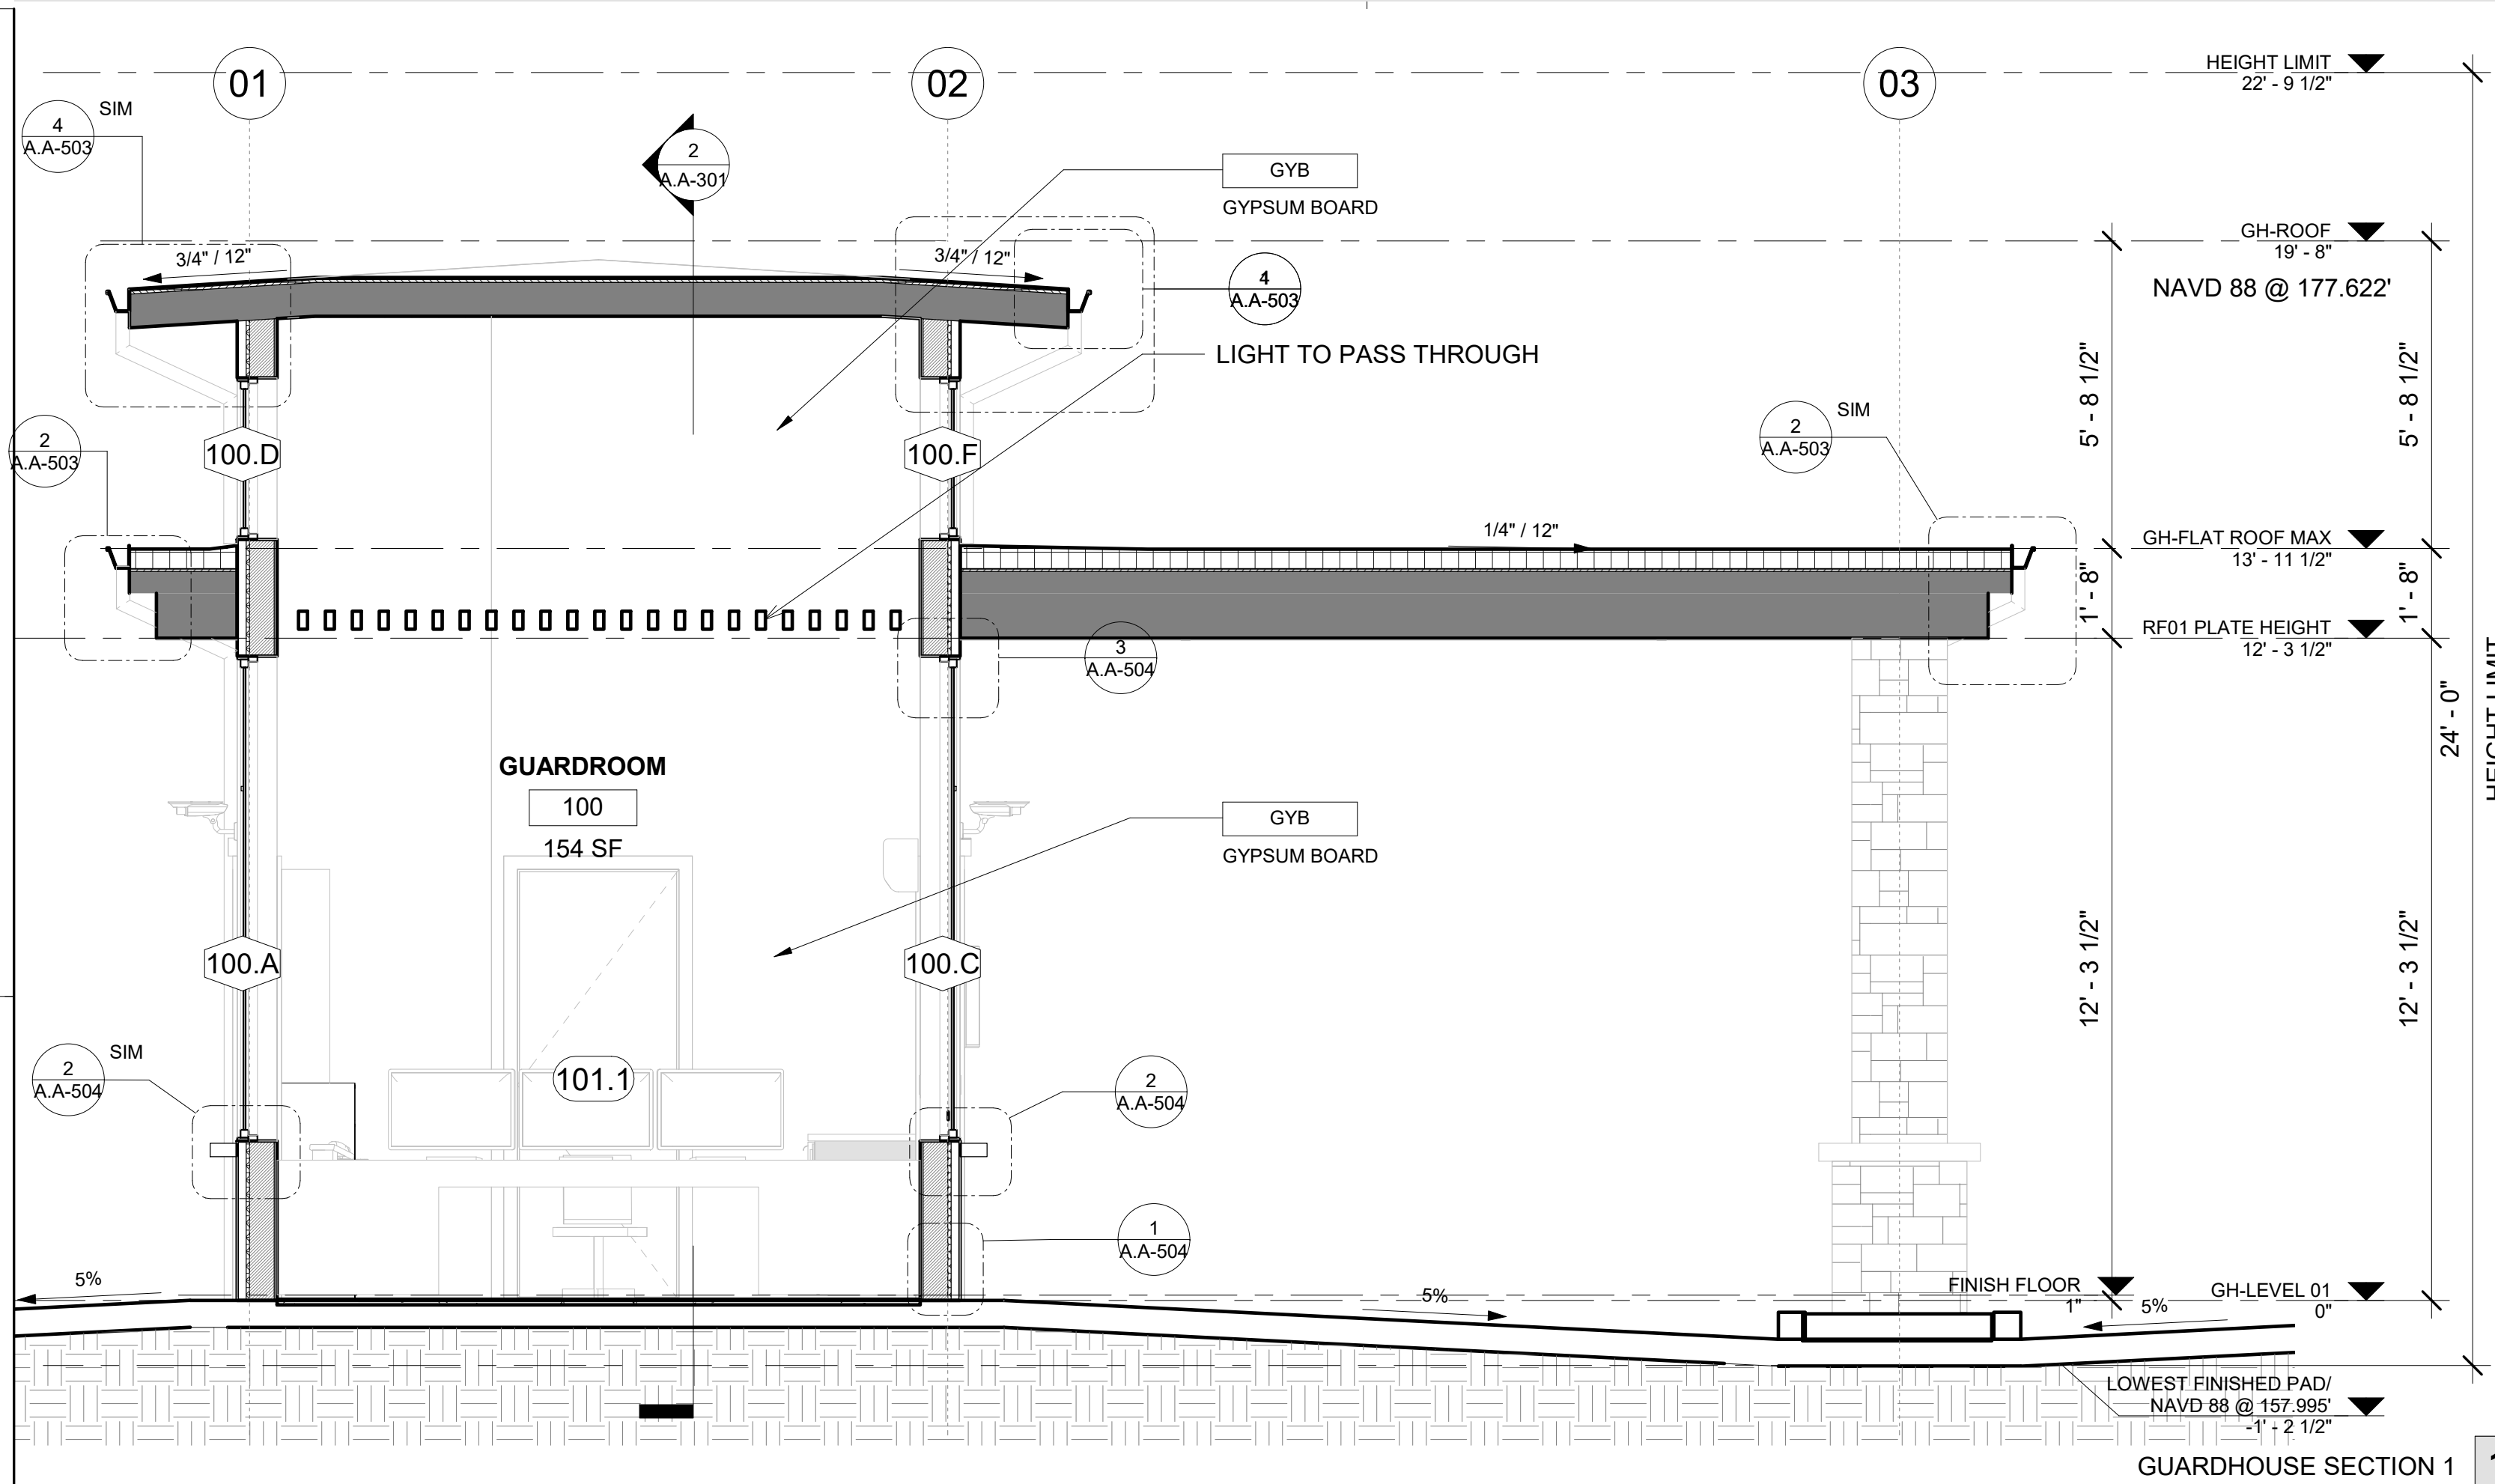 01
02
03
HEIGHT LIMIT
22' - 9 1/2"
4
A.A-503
SIM
2
A.A-301
GYB
GYPSUM BOARD
GH-ROOF
19' - 8"
NAVD 88 @ 177.622'
3/4" / 12"
3/4" / 12"
4
A.A-503
LIGHT TO PASS THROUGH
5' - 8 1/2"
5' - 8 1/2"
2
A.A-503
100.D
100.F
2
A.A-503
SIM
1/4" / 12"
GH-FLAT ROOF MAX
13' - 11 1/2"
1' - 8"
1' - 8"
RF01 PLATE HEIGHT
12' - 3 1/2"
3
A.A-504
24' - 0"
HEIGHT LIMIT
GUARDROOM
100
154 SF
GYB
GYPSUM BOARD
100.A
100.C
12' - 3 1/2"
12' - 3 1/2"
2
A.A-504
SIM
101.1
2
A.A-504
1
A.A-504
5%
5%
FINISH FLOOR
1"
5%
GH-LEVEL 01
0"
LOWEST FINISHED PAD/
NAVD 88 @ 157.995'
-1' - 2 1/2"
GUARDHOUSE SECTION 1